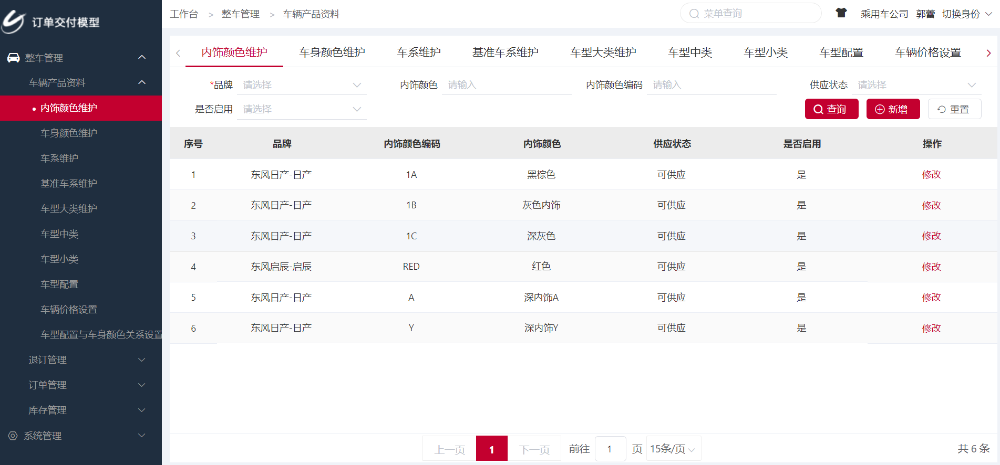 订单交付模型
整车管理
车辆产品资料
内饰颜色维护
车身颜色维护
车系维护
基准车系维护
车型大类维护
车型中类
车型小类
车型配置
车辆价格设置
车型配置与车身颜色关系设置
退订管理
订单管理
库存管理
系统管理
工作台 > 整车管理 > 车辆产品资料
菜单查询
乘用车公司 郭蕾 切换身份
内饰颜色维护 车身颜色维护 车系维护 基准车系维护 车型大类维护 车型中类 车型小类 车型配置 车辆价格设置
*品牌 请选择 内饰颜色 请输入 内饰颜色编码 请输入 供应状态 请选择
是否启用 请选择 查询 新增 重置
序号 品牌 内饰颜色编码 内饰颜色 供应状态 是否启用 操作
1 东风日产-日产 1A 黑棕色 可供应 是 修改
2 东风日产-日产 1B 灰色内饰 可供应 是 修改
3 东风日产-日产 1C 深灰色 可供应 是 修改
4 东风启辰-启辰 RED 红色 可供应 是 修改
5 东风日产-日产 A 深内饰A 可供应 是 修改
6 东风日产-日产 Y 深内饰Y 可供应 是 修改
上一页 1 下一页 前往 1 页 15条/页 共 6 条